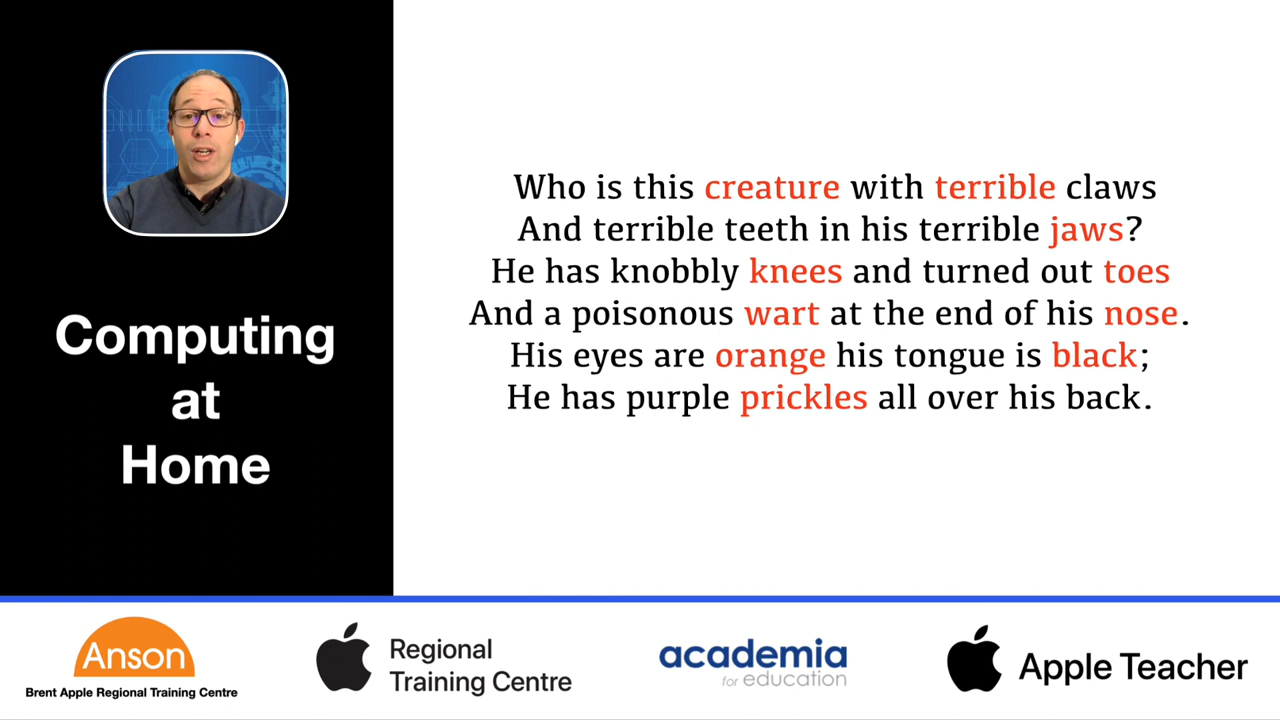 Computing
at
Home
Who is this creature with terrible claws
And terrible teeth in his terrible jaws?
He has knobbly knees and turned out toes
And a poisonous wart at the end of his nose.
His eyes are orange his tongue is black;
He has purple prickles all over his back.
Anson
Brent Apple Regional Training Centre
Regional
Training Centre
academia
for education
Apple Teacher